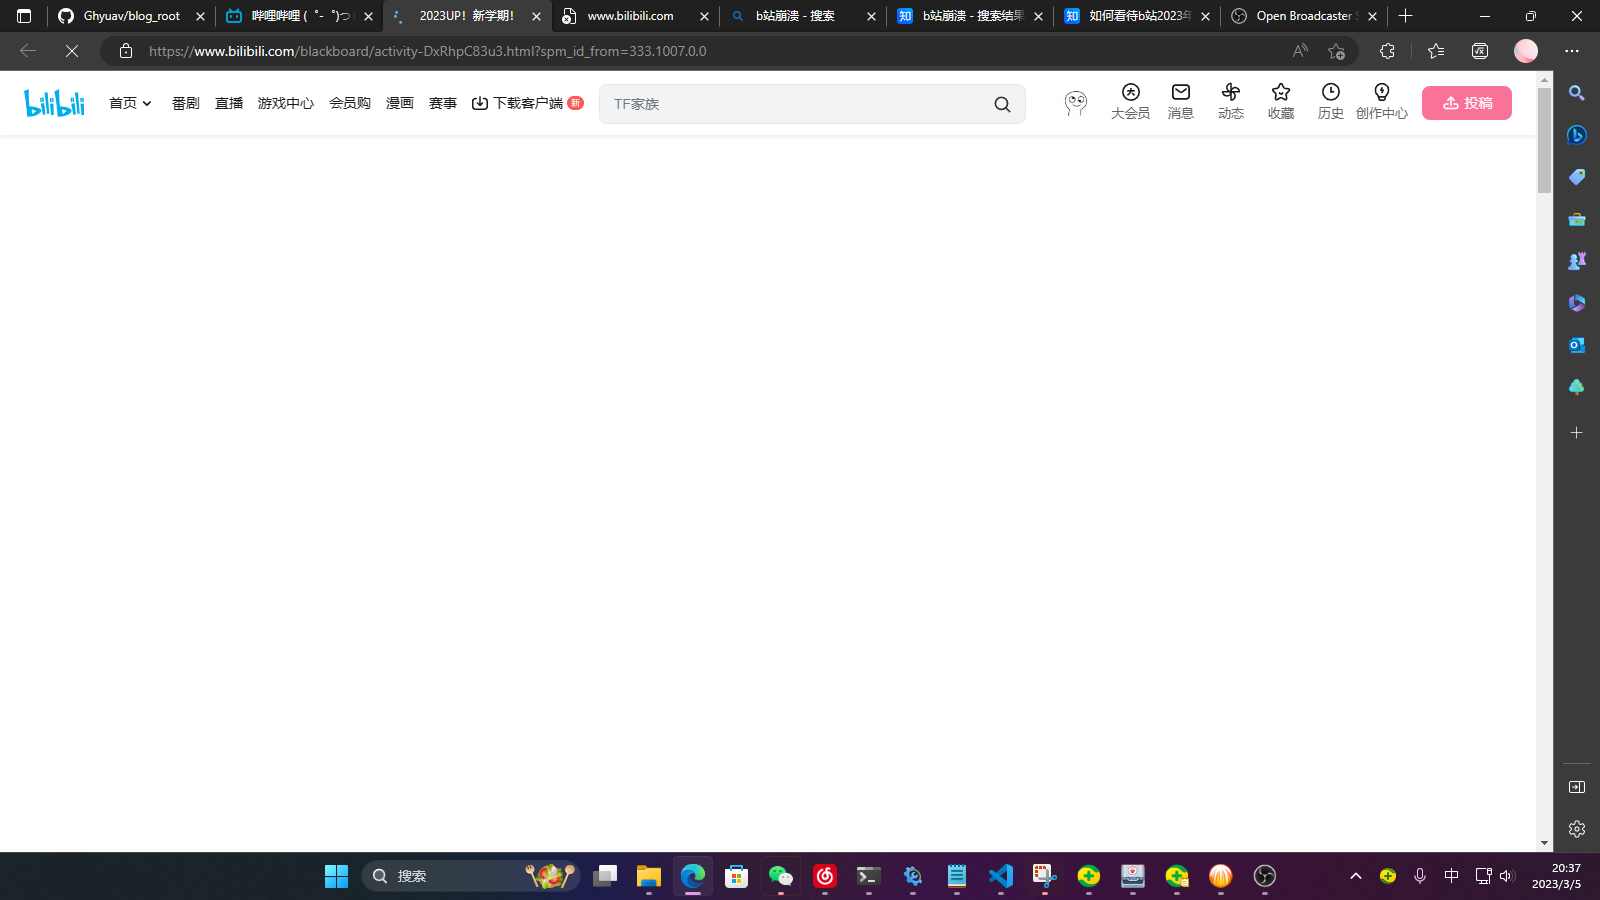 Ghyuav/blog_root
哔哩哔哩 (゜-゜)つ
2023UP！新学期！
www.bilibili.com
b站崩溃 - 搜索
b站崩溃 - 搜索结果
如何看待b站2023年
Open Broadcaster S
https://www.bilibili.com/blackboard/activity-DxRhpC83u3.html?spm_id_from=333.1007.0.0
bilibili
首页
番剧
直播
游戏中心
会员购
漫画
赛事
下载客户端
新
TF家族
大会员
消息
动态
收藏
历史
创作中心
投稿
搜索
中
20:37
2023/3/5